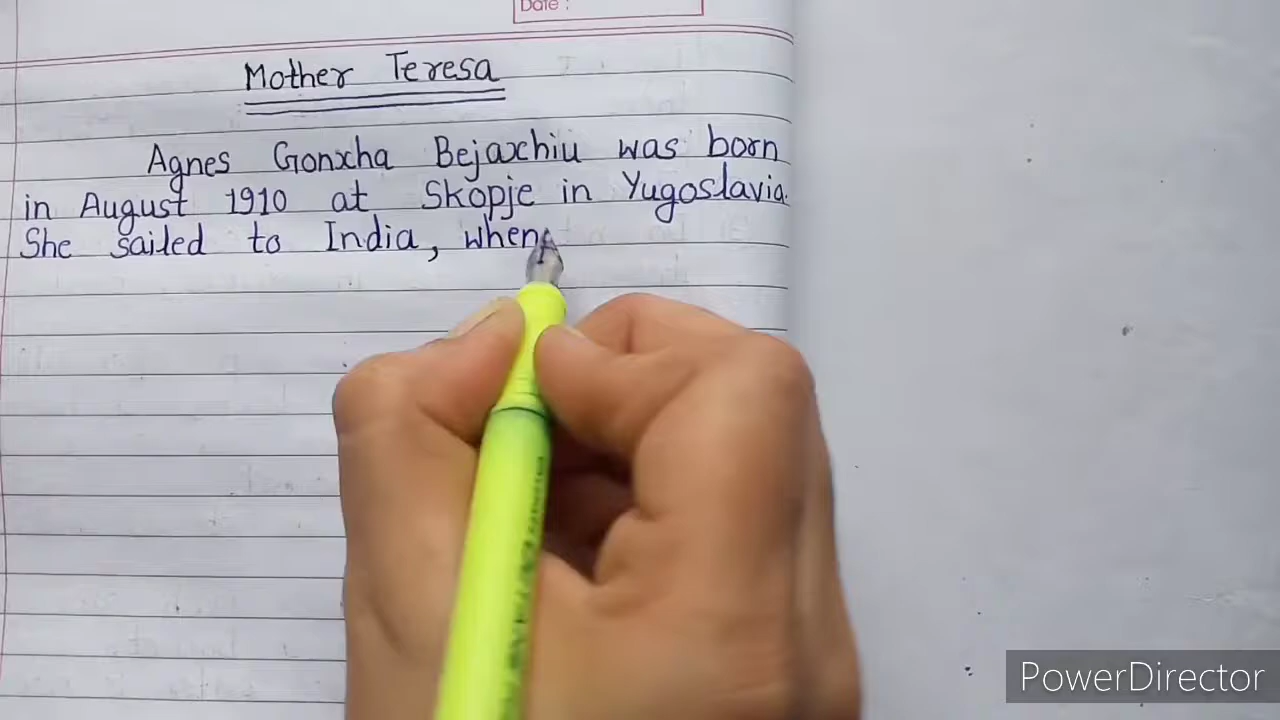 Date :
Mother Teresa
Agnes Gonxha Bejaxhiu was born
in August 1910 at Skopje in Yugoslavia.
She sailed to India, when
PowerDirector